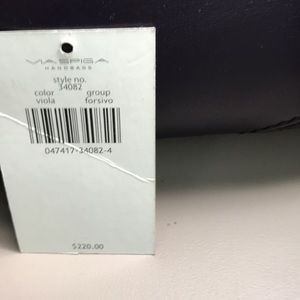 VIA SPIGA
HANDBAGS
style no.
34082
color group
viola forsivo
047417-34082-4
$220.00